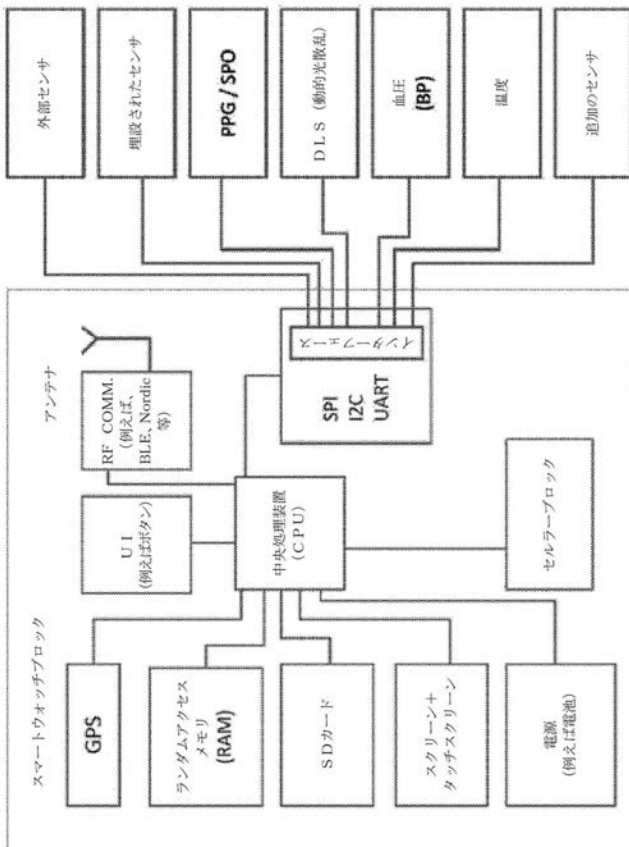 スマートウォッチブロック
アンテナ
GPS
ランダムアクセス
メモリ
(RAM)
SDカード
スクリーン+
タッチスクリーン
電源
(例えば電池)
UI
(例えばボタン)
RF COMM.
(例えば、
BLE、Nordic
等)
中央処理装置
(CPU)
セルラーブロック
SPI
I2C
UART
インターフェース
外部センサ
埋設されたセンサ
PPG / SPO
DLS (動的光散乱)
血圧
(BP)
温度
追加のセンサ